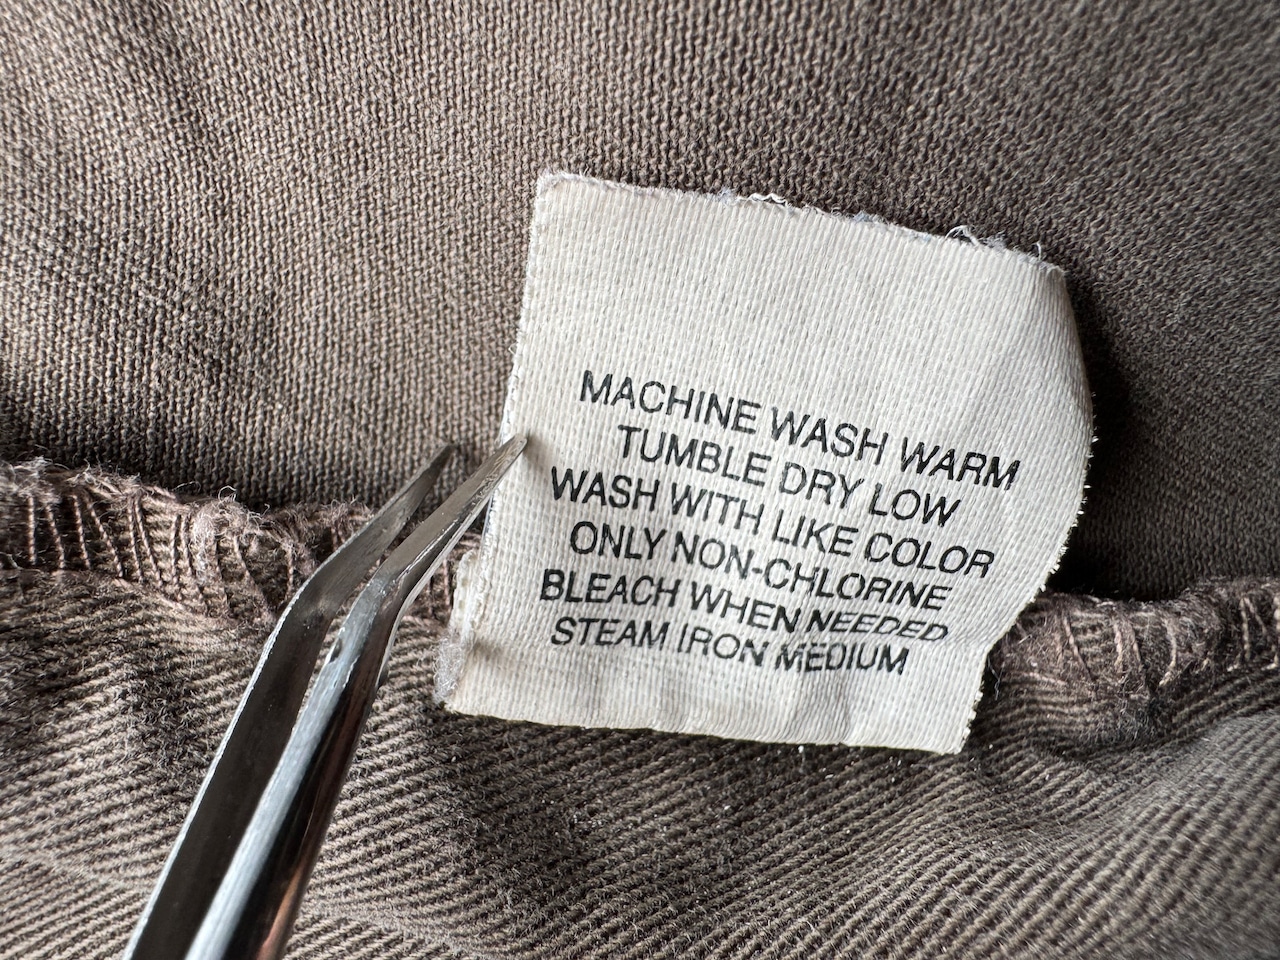 MACHINE WASH WARM
TUMBLE DRY LOW
WASH WITH LIKE COLOR
ONLY NON-CHLORINE
BLEACH WHEN NEEDED
STEAM IRON MEDIUM